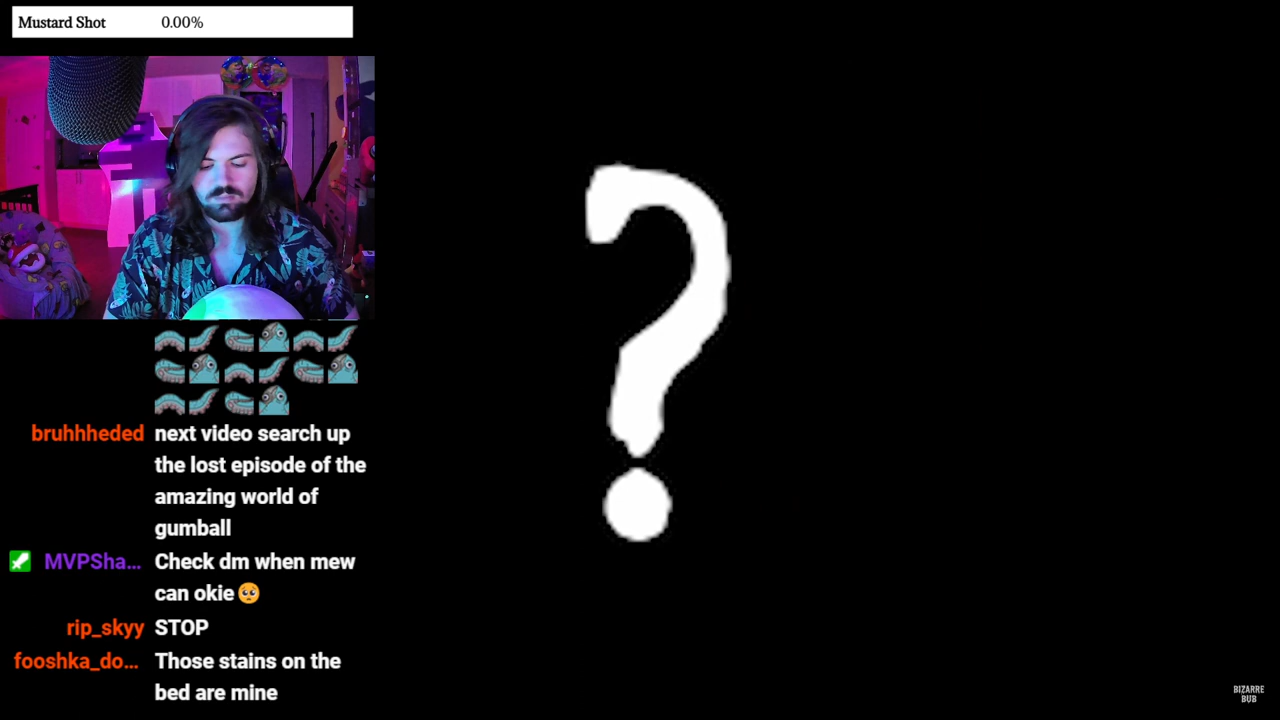 Mustard Shot 0.00%
?
bruhhheded next video search up
the lost episode of the
amazing world of
gumball
MVPSha... Check dm when mew
can okie🥺
rip_skyy STOP
fooshka_do... Those stains on the
bed are mine
BIZARRE
BUB